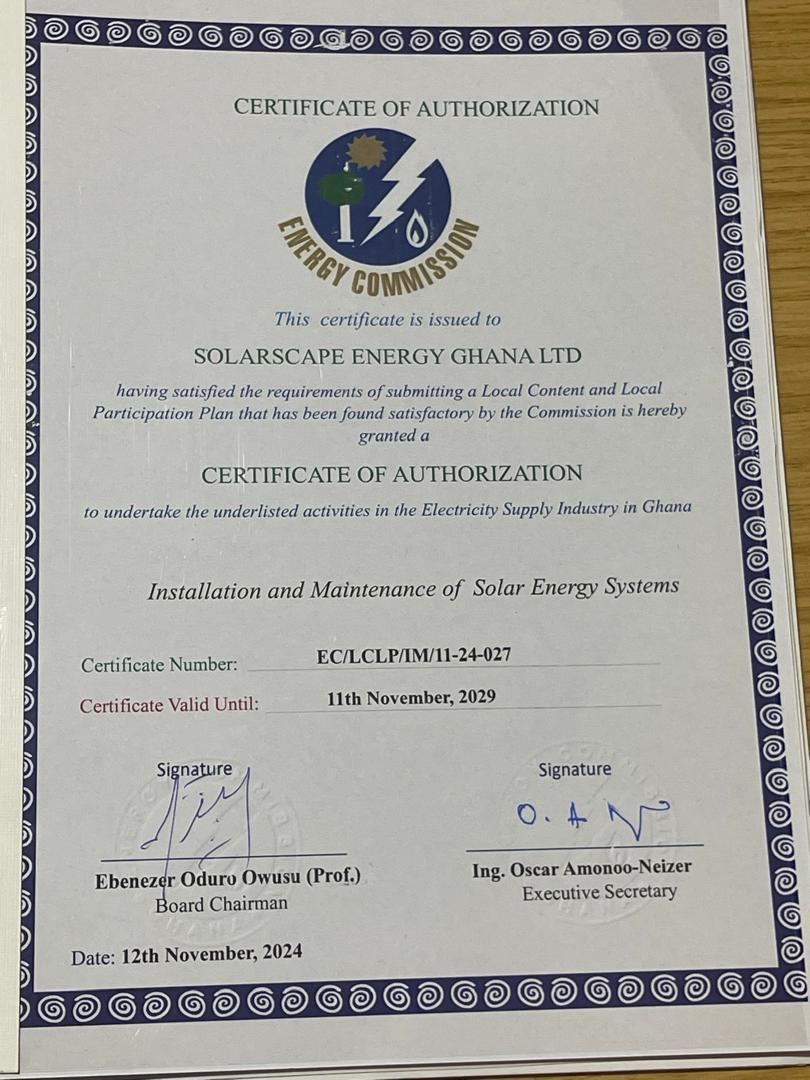 CERTIFICATE OF AUTHORIZATION
ENERGY COMMISSION
This certificate is issued to
SOLARSCAPE ENERGY GHANA LTD
having satisfied the requirements of submitting a Local Content and Local
Participation Plan that has been found satisfactory by the Commission is hereby
granted a
CERTIFICATE OF AUTHORIZATION
to undertake the underlisted activities in the Electricity Supply Industry in Ghana
Installation and Maintenance of Solar Energy Systems
Certificate Number: EC/LCLP/IM/11-24-027
Certificate Valid Until: 11th November, 2029
Signature Signature
O. A N
Ebenezer Oduro Owusu (Prof.) Ing. Oscar Amonoo-Neizer
Board Chairman Executive Secretary
Date: 12th November, 2024